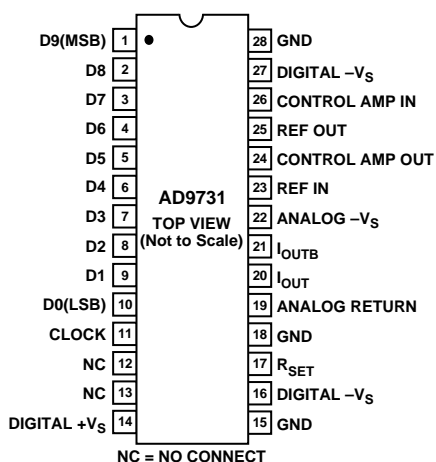 D9(MSB) 1 28 GND
D8 2 27 DIGITAL –VS
D7 3 26 CONTROL AMP IN
D6 4 25 REF OUT
D5 5 24 CONTROL AMP OUT
D4 6 23 REF IN
AD9731
D3 7 22 ANALOG –VS
TOP VIEW
(Not to Scale)
D2 8 21 IOUTB
D1 9 20 IOUT
D0(LSB) 10 19 ANALOG RETURN
CLOCK 11 18 GND
NC 12 17 RSET
NC 13 16 DIGITAL –VS
DIGITAL +VS 14 15 GND
NC = NO CONNECT